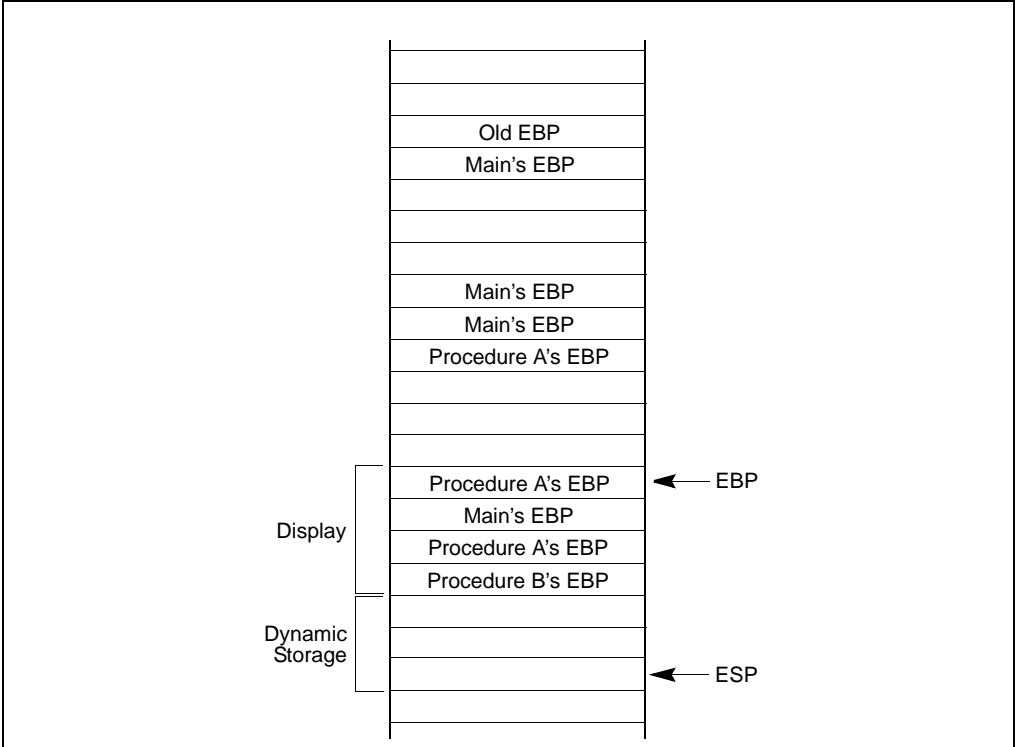 Old EBP
Main's EBP
Main's EBP
Main's EBP
Procedure A's EBP
Procedure A's EBP
EBP
Main's EBP
Display
Procedure A's EBP
Procedure B's EBP
Dynamic
Storage
ESP